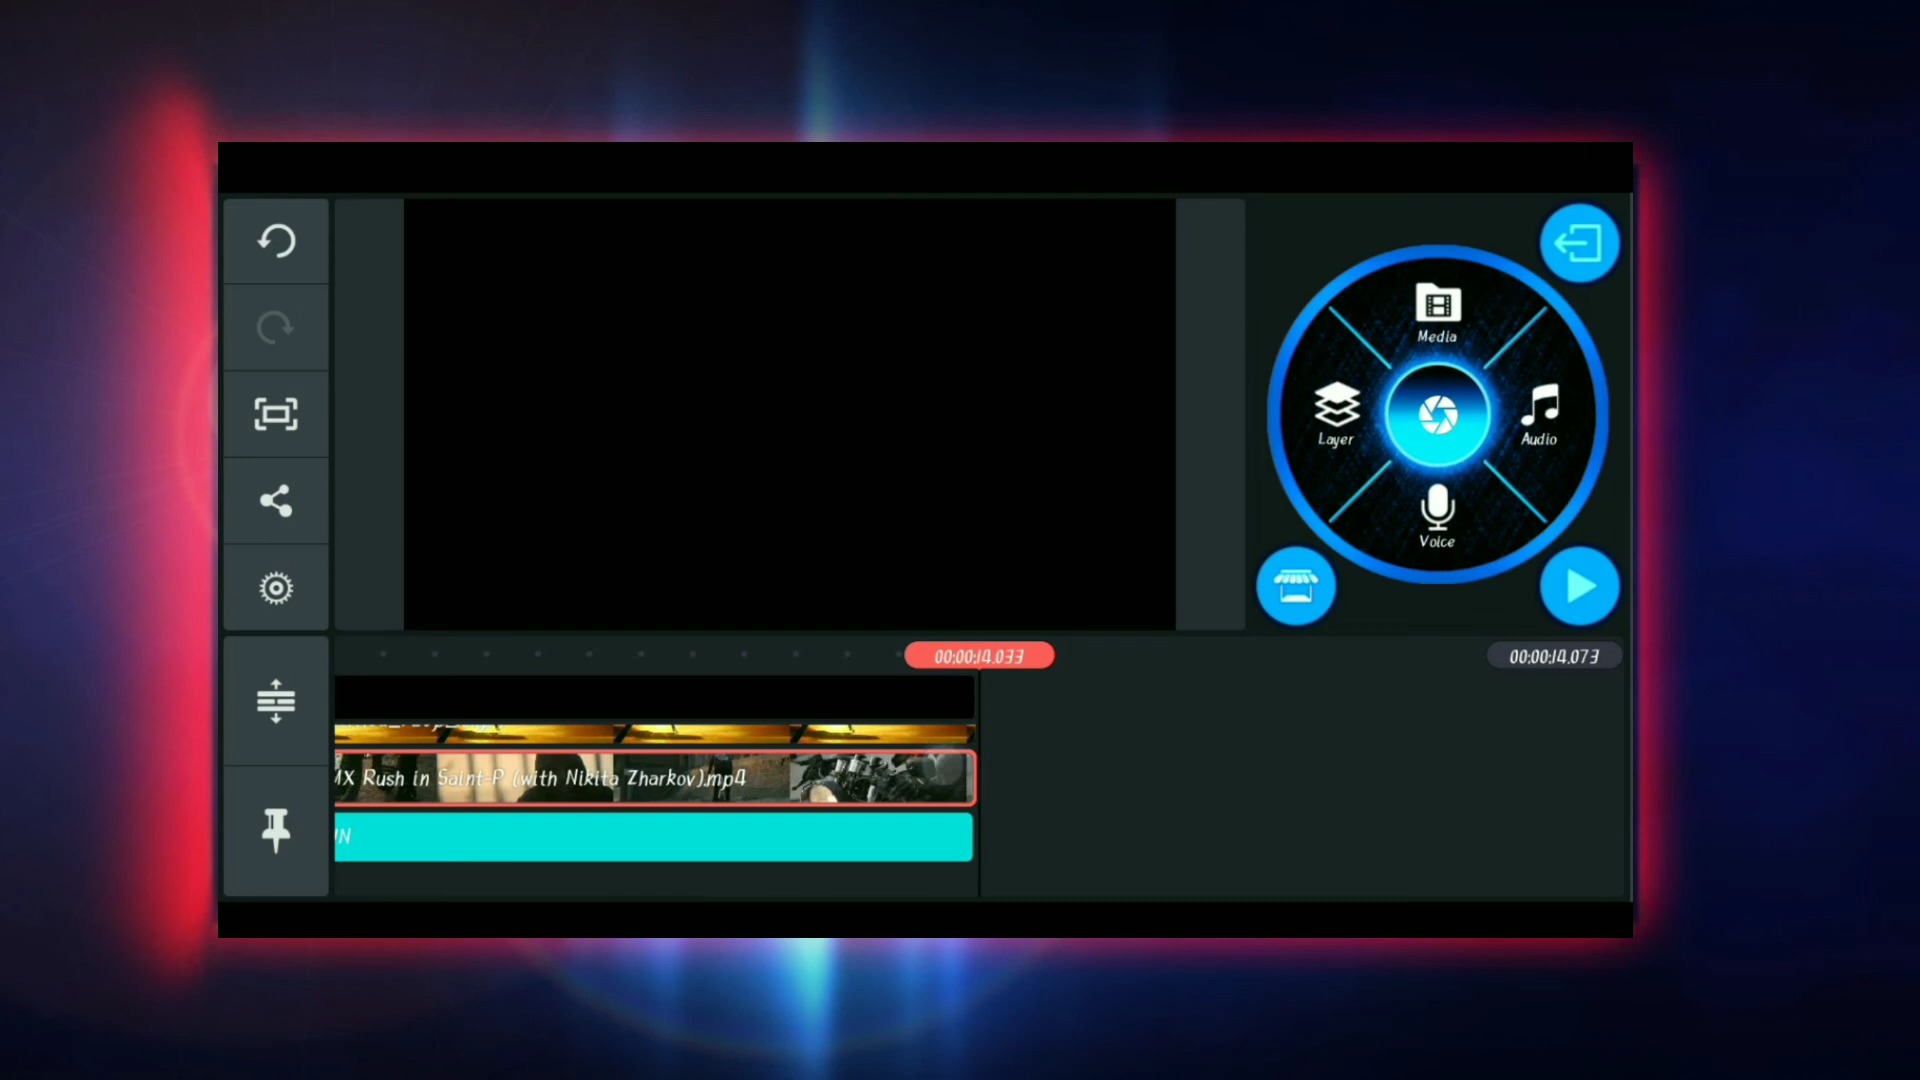 Media
Layer
Audio
Voice
00:00:14.033
00:00:14.073
MX Rush in Saint-P (with Nikita Zharkov).mp4
IN